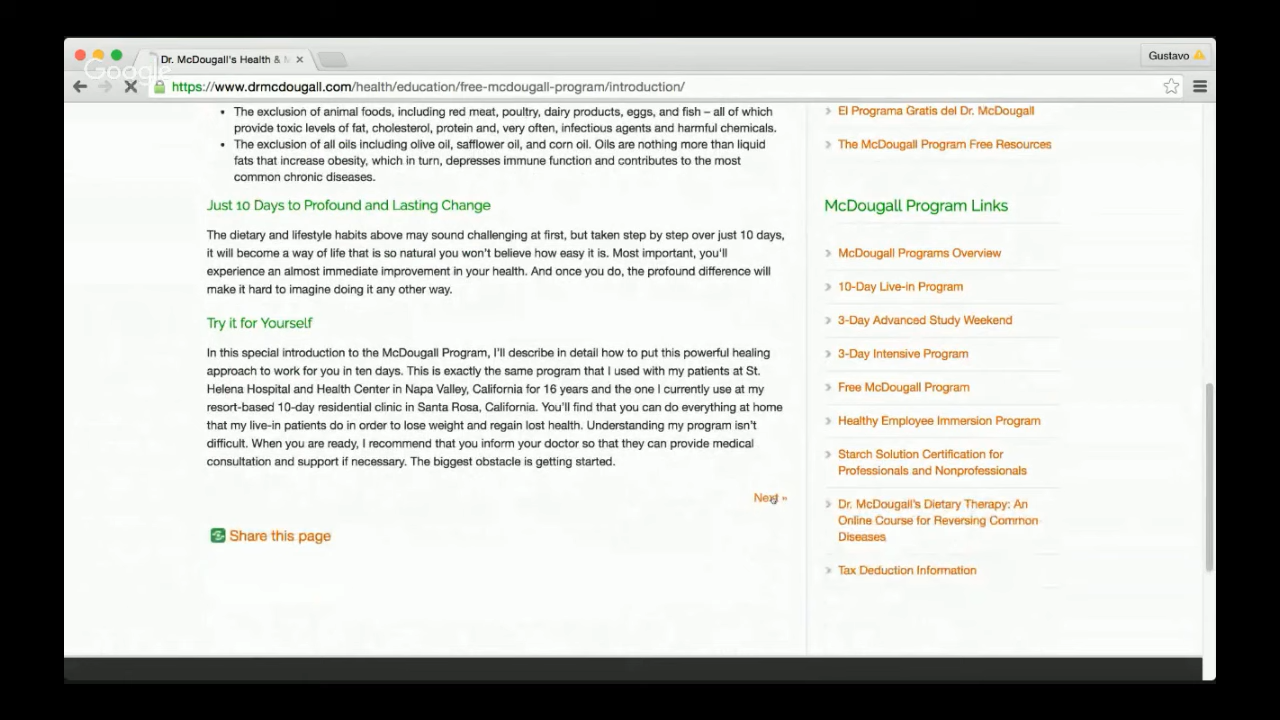 Dr. McDougall's Health &
Gustavo
Google
https://www.drmcdougall.com/health/education/free-mcdougall-program/introduction/
• The exclusion of animal foods, including red meat, poultry, dairy products, eggs, and fish – all of which
provide toxic levels of fat, cholesterol, protein and, very often, infectious agents and harmful chemicals.
• The exclusion of all oils including olive oil, safflower oil, and corn oil. Oils are nothing more than liquid
fats that increase obesity, which in turn, depresses immune function and contributes to the most
common chronic diseases.
Just 10 Days to Profound and Lasting Change
The dietary and lifestyle habits above may sound challenging at first, but taken step by step over just 10 days,
it will become a way of life that is so natural you won't believe how easy it is. Most important, you'll
experience an almost immediate improvement in your health. And once you do, the profound difference will
make it hard to imagine doing it any other way.
Try it for Yourself
In this special introduction to the McDougall Program, I'll describe in detail how to put this powerful healing
approach to work for you in ten days. This is exactly the same program that I used with my patients at St.
Helena Hospital and Health Center in Napa Valley, California for 16 years and the one I currently use at my
resort-based 10-day residential clinic in Santa Rosa, California. You'll find that you can do everything at home
that my live-in patients do in order to lose weight and regain lost health. Understanding my program isn't
difficult. When you are ready, I recommend that you inform your doctor so that they can provide medical
consultation and support if necessary. The biggest obstacle is getting started.
Next »
Share this page
El Programa Gratis del Dr. McDougall
The McDougall Program Free Resources
McDougall Program Links
McDougall Programs Overview
10-Day Live-in Program
3-Day Advanced Study Weekend
3-Day Intensive Program
Free McDougall Program
Healthy Employee Immersion Program
Starch Solution Certification for
Professionals and Nonprofessionals
Dr. McDougall's Dietary Therapy: An
Online Course for Reversing Common
Diseases
Tax Deduction Information